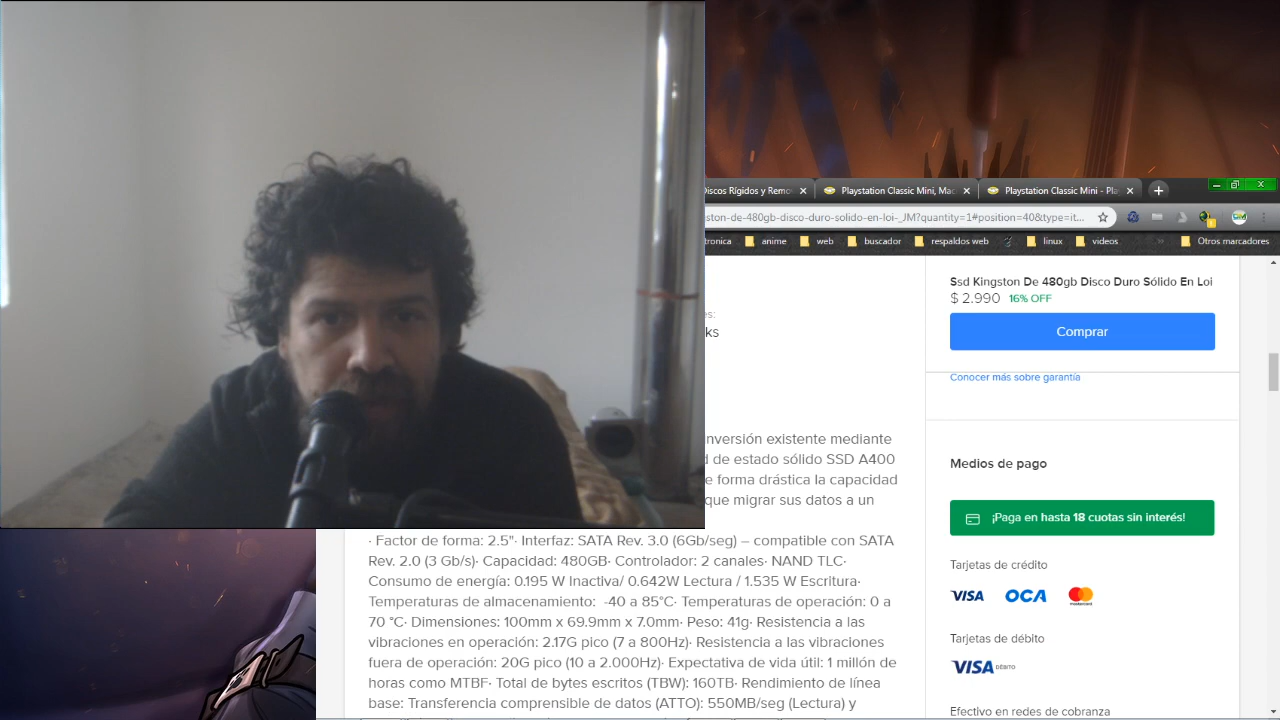 Discos Rígidos y Remo
Playstation Classic Mini, Mac
Playstation Classic Mini - Pla
ston-de-480gb-disco-duro-solido-en-loi-_JM?quantity=1#position=40&type=it...
tronica
anime
web
buscador
respaldos web
linux
videos
Otros marcadores
Ssd Kingston De 480gb Disco Duro Sólido En Loi
$ 2.990 16% OFF
es:
ks
Comprar
Conocer más sobre garantía
nversión existente mediante
d de estado sólido SSD A400
e forma drástica la capacidad
que migrar sus datos a un
Medios de pago
¡Paga en hasta 18 cuotas sin interés!
· Factor de forma: 2.5"· Interfaz: SATA Rev. 3.0 (6Gb/seg) – compatible con SATA
Rev. 2.0 (3 Gb/s)· Capacidad: 480GB· Controlador: 2 canales· NAND TLC·
Consumo de energía: 0.195 W Inactiva/ 0.642W Lectura / 1.535 W Escritura·
Temperaturas de almacenamiento:  -40 a 85°C· Temperaturas de operación: 0 a
70 °C· Dimensiones: 100mm x 69.9mm x 7.0mm· Peso: 41g· Resistencia a las
vibraciones en operación: 2.17G pico (7 a 800Hz)· Resistencia a las vibraciones
fuera de operación: 20G pico (10 a 2.000Hz)· Expectativa de vida útil: 1 millón de
horas como MTBF· Total de bytes escritos (TBW): 160TB· Rendimiento de línea
base: Transferencia comprensible de datos (ATTO): 550MB/seg (Lectura) y
Tarjetas de crédito
VISA OCA mastercard
Tarjetas de débito
VISA DÉBITO
Efectivo en redes de cobranza